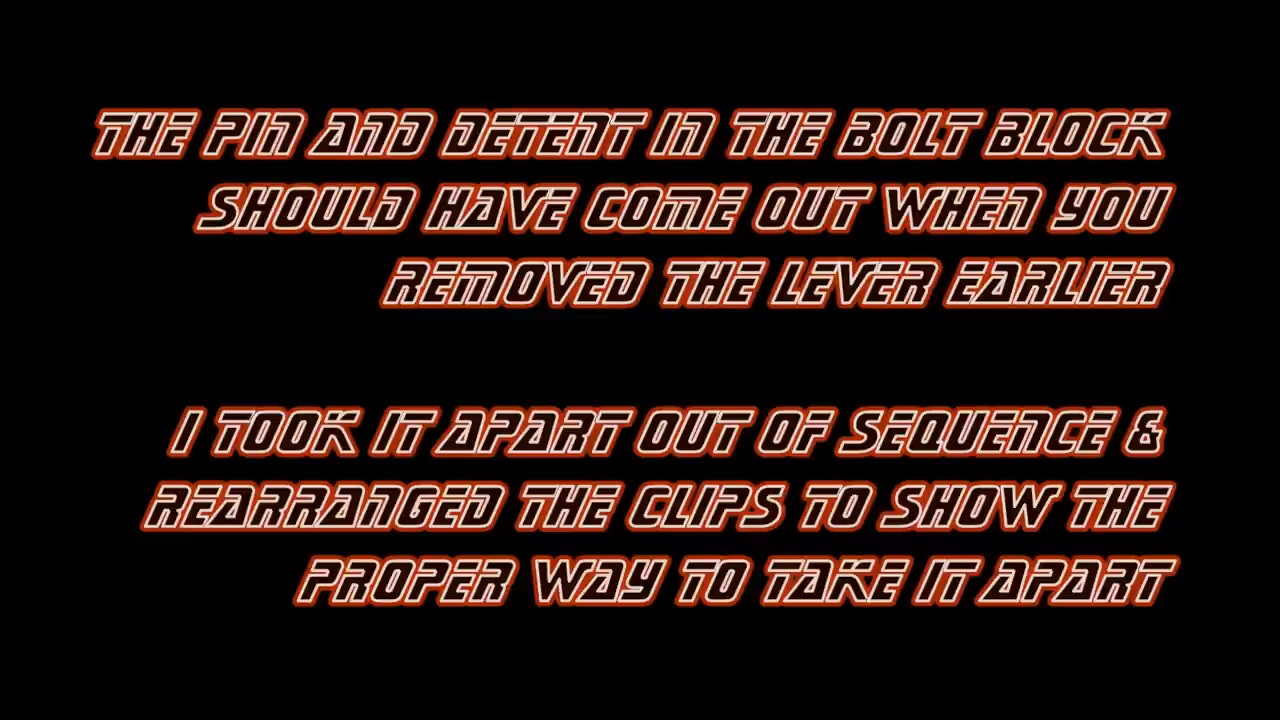 THE PIN AND DETENT IN THE BOLT BLOCK
SHOULD HAVE COME OUT WHEN YOU
REMOVED THE LEVER EARLIER
I TOOK IT APART OUT OF SEQUENCE &
REARRANGED THE CLIPS TO SHOW THE
PROPER WAY TO TAKE IT APART